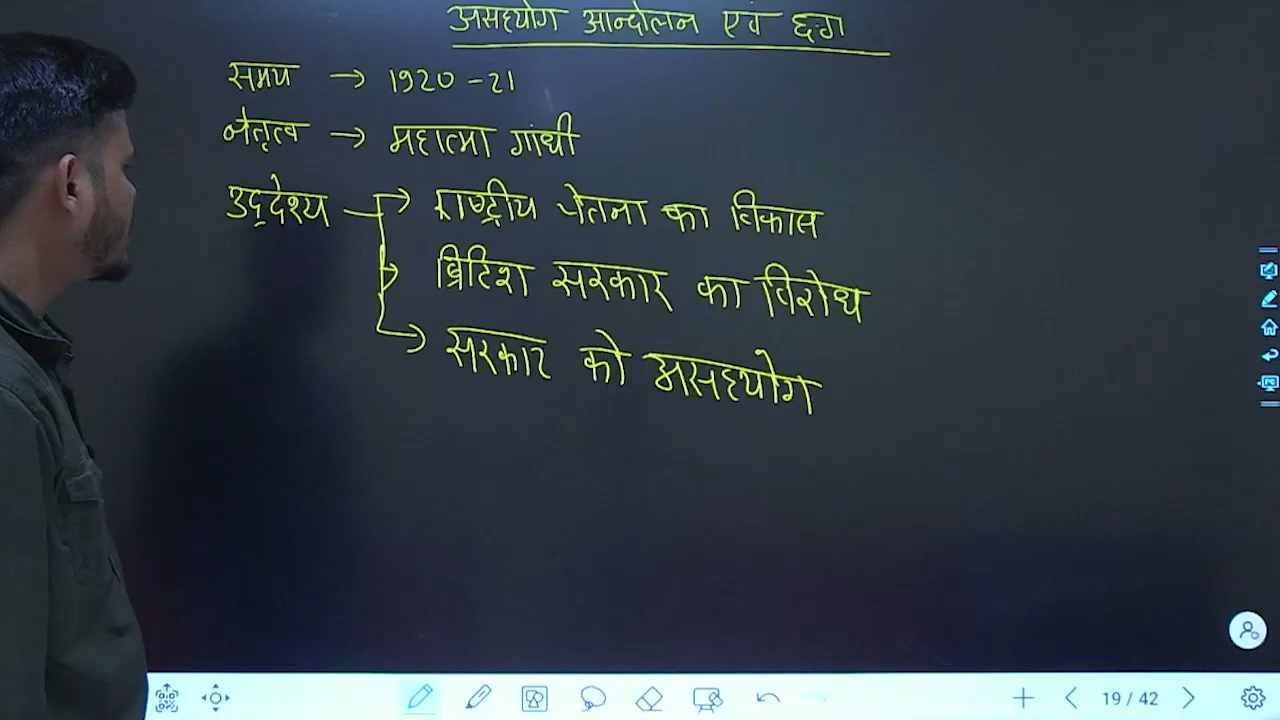 असहयोग आन्दोलन एवं छ.ग
समय → 1920-21
नेतृत्व → महात्मा गांधी
उद्‌देश्य → राष्ट्रीय चेतना का विकास
→ ब्रिटिश सरकार का विरोध
→ सरकार को असहयोग
19 / 42